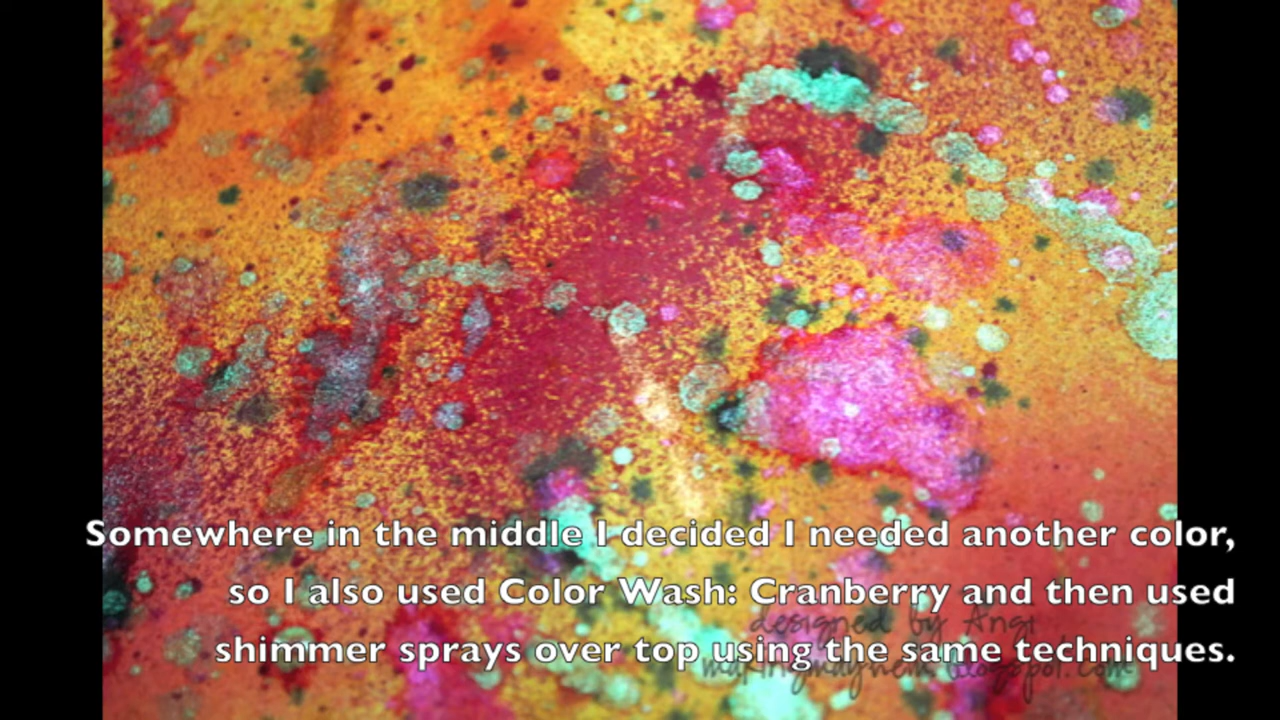 Somewhere in the middle I decided I needed another color,
so I also used Color Wash: Cranberry and then used
designed by Angi
shimmer sprays over top using the same techniques.